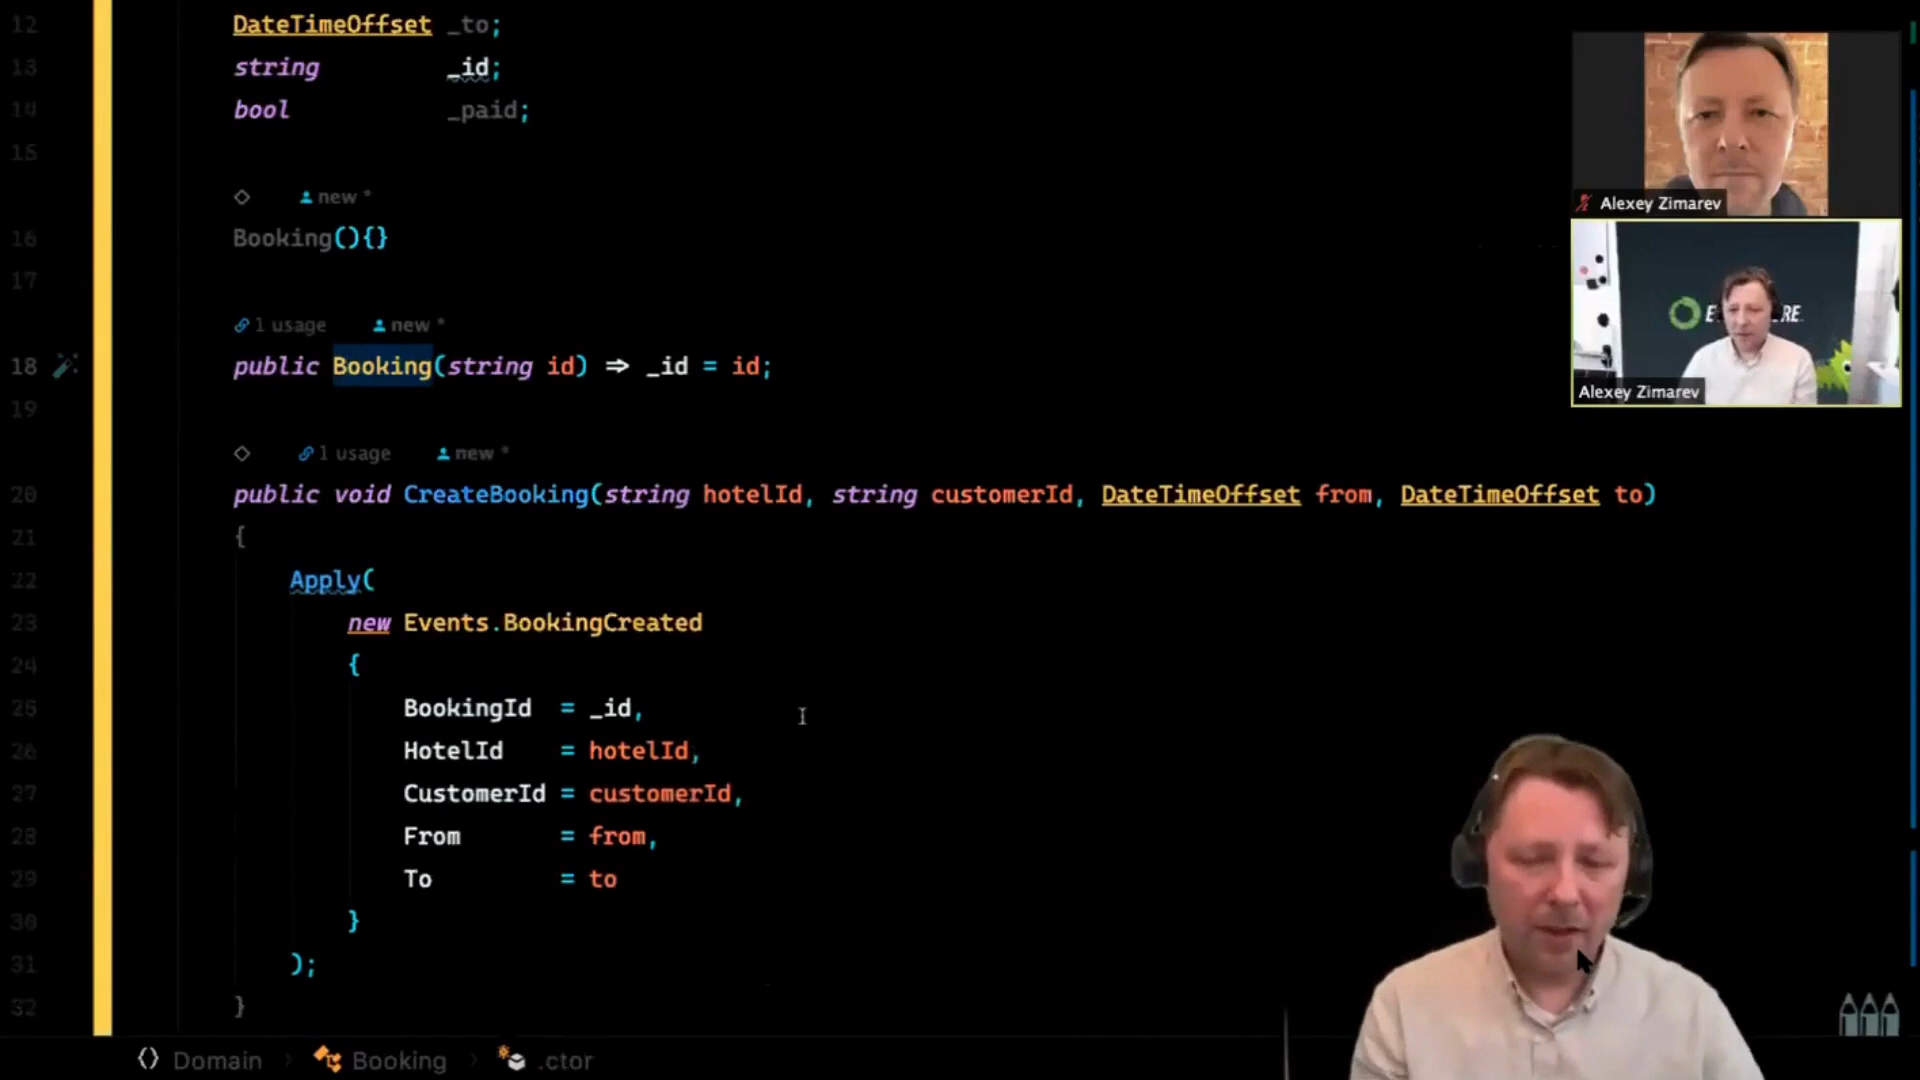 12 DateTimeOffset _to;
13 string _id;
14 bool _paid;
15
new *
16 Booking(){}
17
1 usage new *
18 public Booking(string id) => _id = id;
19
1 usage new *
20 public void CreateBooking(string hotelId, string customerId, DateTimeOffset from, DateTimeOffset to)
21 {
22 Apply(
23 new Events.BookingCreated
24 {
25 BookingId = _id,
26 HotelId = hotelId,
27 CustomerId = customerId,
28 From = from,
29 To = to
30 }
31 );
32 }
Domain Booking .ctor
Alexey Zimarev
Alexey Zimarev